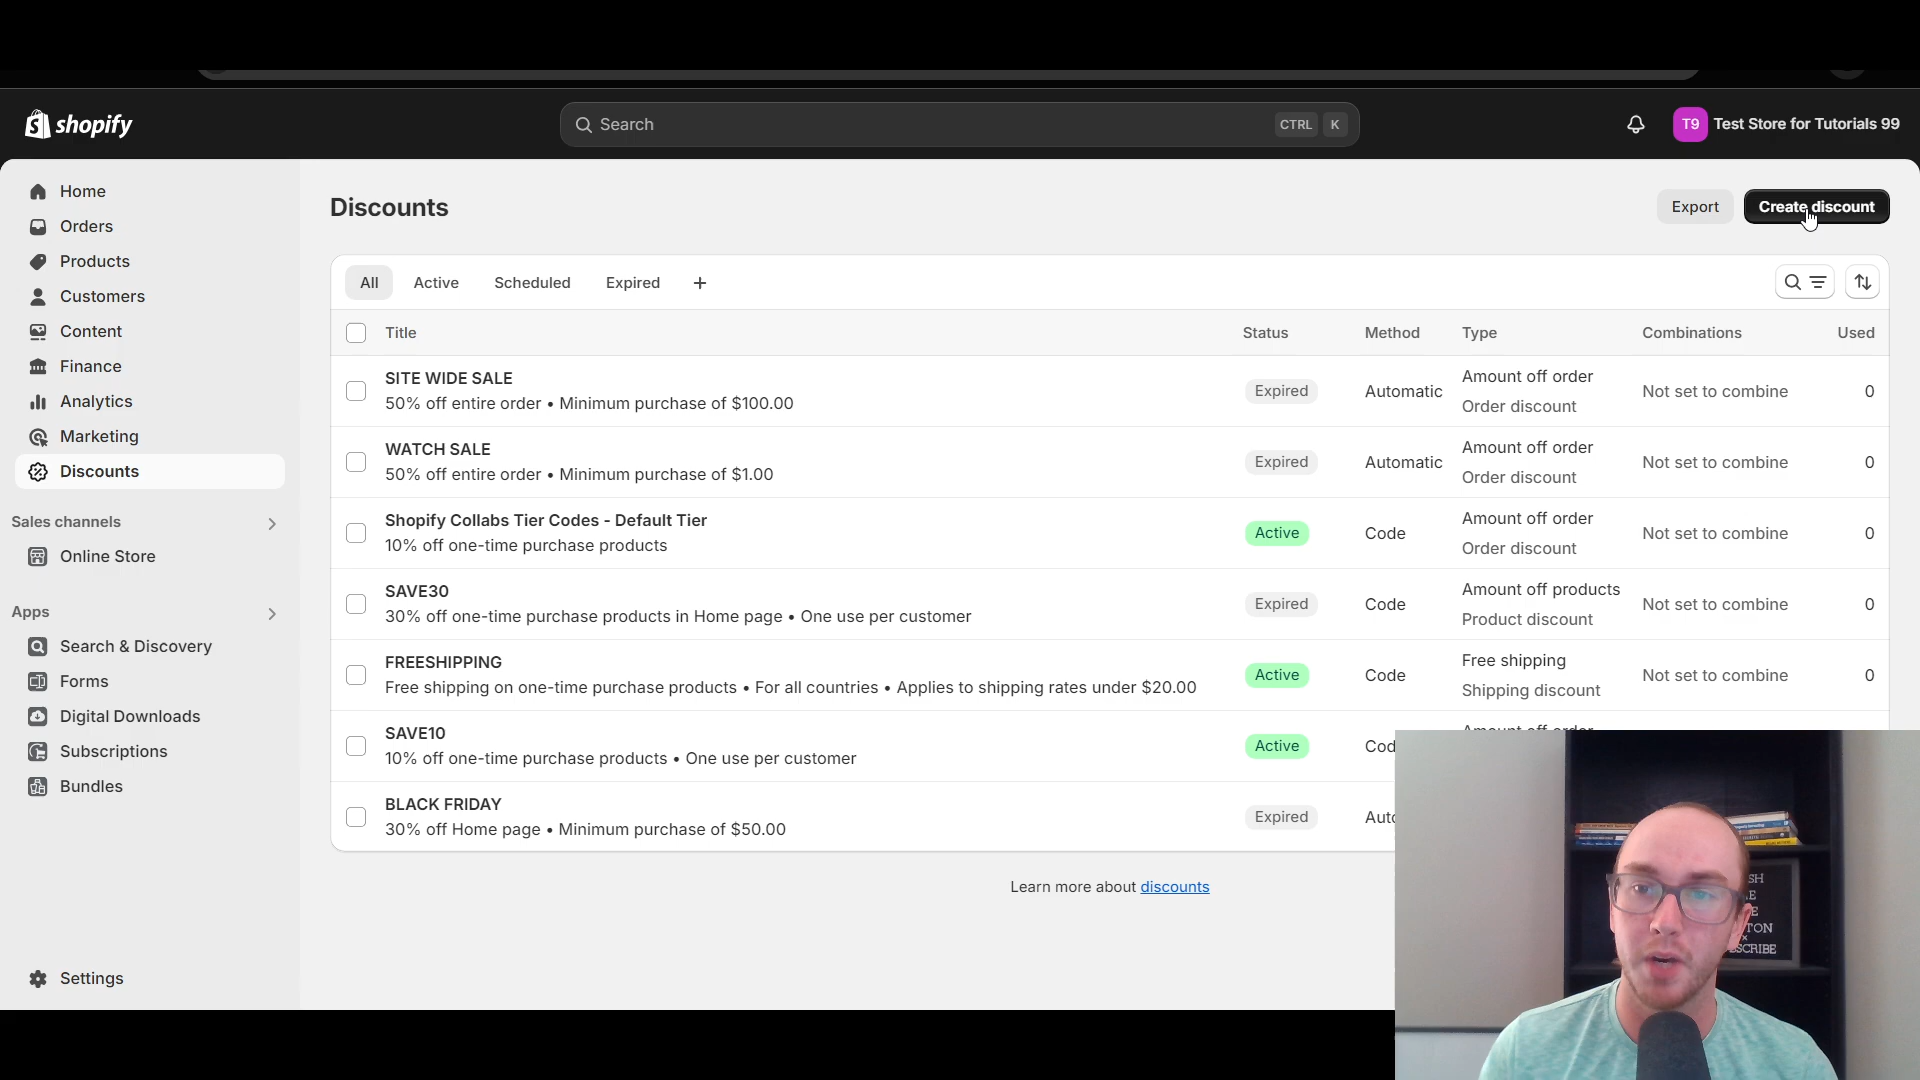 shopify
Search
CTRL K
T9 Test Store for Tutorials 99
Home
Orders
Products
Customers
Content
Finance
Analytics
Marketing
Discounts
Sales channels
Online Store
Apps
Search & Discovery
Forms
Digital Downloads
Subscriptions
Bundles
Settings
Discounts
Export
Create discount
All Active Scheduled Expired
Title Status Method Type Combinations Used
SITE WIDE SALE
50% off entire order • Minimum purchase of $100.00
Expired Automatic
Amount off order
Order discount
Not set to combine 0
WATCH SALE
50% off entire order • Minimum purchase of $1.00
Expired Automatic
Amount off order
Order discount
Not set to combine 0
Shopify Collabs Tier Codes - Default Tier
10% off one-time purchase products
Active Code
Amount off order
Order discount
Not set to combine 0
SAVE30
30% off one-time purchase products in Home page • One use per customer
Expired Code
Amount off products
Product discount
Not set to combine 0
FREESHIPPING
Free shipping on one-time purchase products • For all countries • Applies to shipping rates under $20.00
Active Code
Free shipping
Shipping discount
Not set to combine 0
SAVE10
10% off one-time purchase products • One use per customer
Active
BLACK FRIDAY
30% off Home page • Minimum purchase of $50.00
Expired
Learn more about discounts